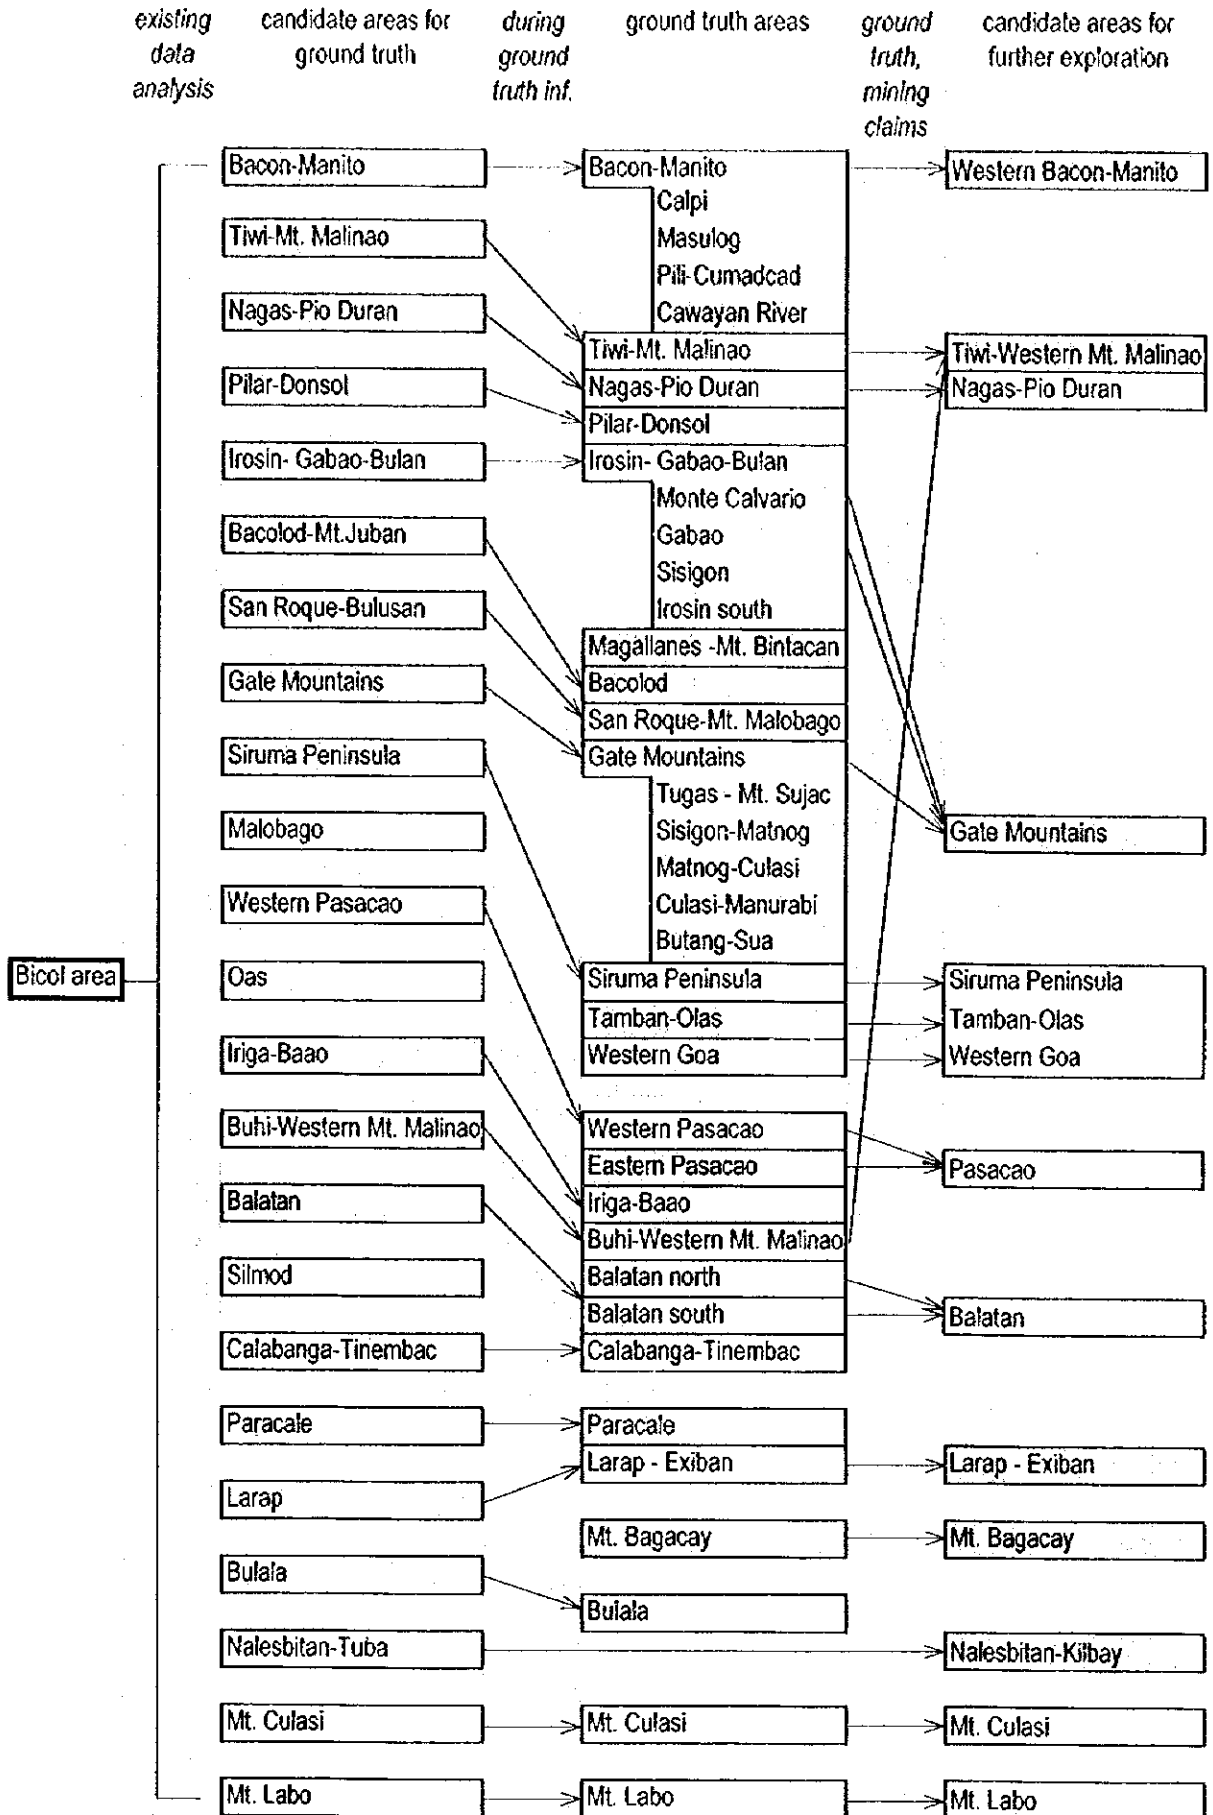 existing
data
analysis
candidate areas for
ground truth
during
ground
truth inf.
ground truth areas
ground
truth,
mining
claims
candidate areas for
further exploration
Bicol area
Bacon-Manito
Tiwi-Mt. Malinao
Nagas-Pio Duran
Pilar-Donsol
Irosin- Gabao-Bulan
Bacolod-Mt.Juban
San Roque-Bulusan
Gate Mountains
Siruma Peninsula
Malobago
Western Pasacao
Oas
Iriga-Baao
Buhi-Western Mt. Malinao
Balatan
Silmod
Calabanga-Tinembac
Paracale
Larap
Bulala
Nalesbitan-Tuba
Mt. Culasi
Mt. Labo
Bacon-Manito
Calpi
Masulog
Pili-Cumadcad
Cawayan River
Tiwi-Mt. Malinao
Nagas-Pio Duran
Pilar-Donsol
Irosin- Gabao-Bulan
Monte Calvario
Gabao
Sisigon
Irosin south
Magallanes -Mt. Bintacan
Bacolod
San Roque-Mt. Malobago
Gate Mountains
Tugas - Mt. Sujac
Sisigon-Matnog
Matnog-Culasi
Culasi-Manurabi
Butang-Sua
Siruma Peninsula
Tamban-Olas
Western Goa
Western Pasacao
Eastern Pasacao
Iriga-Baao
Buhi-Western Mt. Malinao
Balatan north
Balatan south
Calabanga-Tinembac
Paracale
Larap - Exiban
Mt. Bagacay
Bulala
Mt. Culasi
Mt. Labo
Western Bacon-Manito
Tiwi-Western Mt. Malinao
Nagas-Pio Duran
Gate Mountains
Siruma Peninsula
Tamban-Olas
Western Goa
Pasacao
Balatan
Larap - Exiban
Mt. Bagacay
Nalesbitan-Kilbay
Mt. Culasi
Mt. Labo